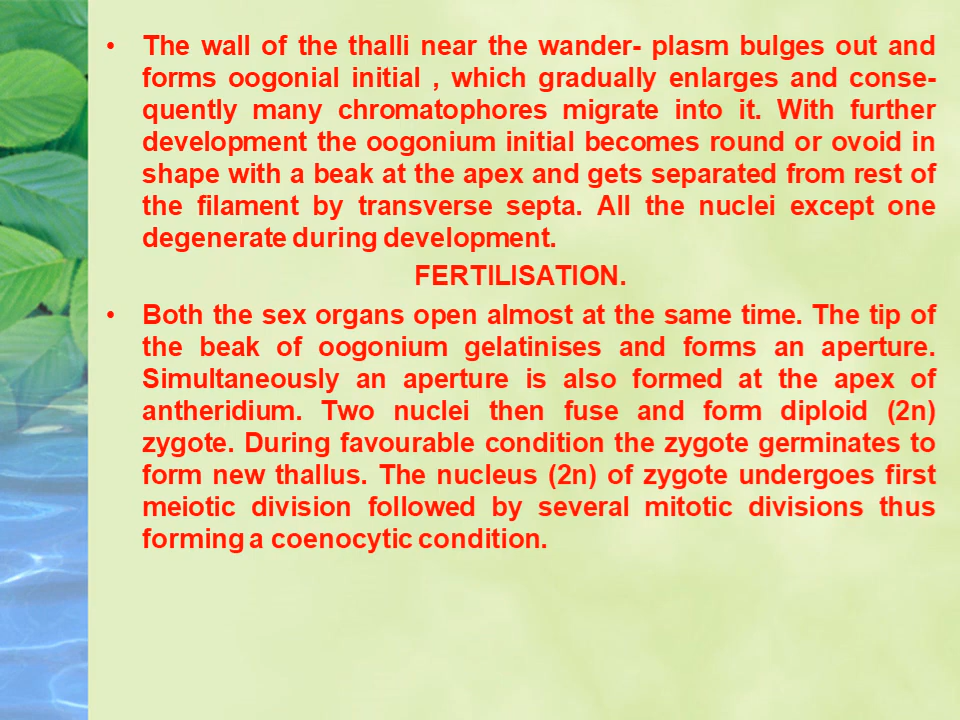 • The wall of the thalli near the wander- plasm bulges out and
forms oogonial initial , which gradually enlarges and conse-
quently many chromatophores migrate into it. With further
development the oogonium initial becomes round or ovoid in
shape with a beak at the apex and gets separated from rest of
the filament by transverse septa. All the nuclei except one
degenerate during development.
FERTILISATION.
• Both the sex organs open almost at the same time. The tip of
the beak of oogonium gelatinises and forms an aperture.
Simultaneously an aperture is also formed at the apex of
antheridium. Two nuclei then fuse and form diploid (2n)
zygote. During favourable condition the zygote germinates to
form new thallus. The nucleus (2n) of zygote undergoes first
meiotic division followed by several mitotic divisions thus
forming a coenocytic condition.